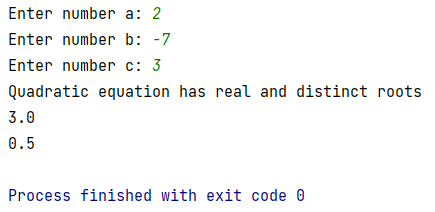 Enter number a: 2
Enter number b: -7
Enter number c: 3
Quadratic equation has real and distinct roots
3.0
0.5
Process finished with exit code 0